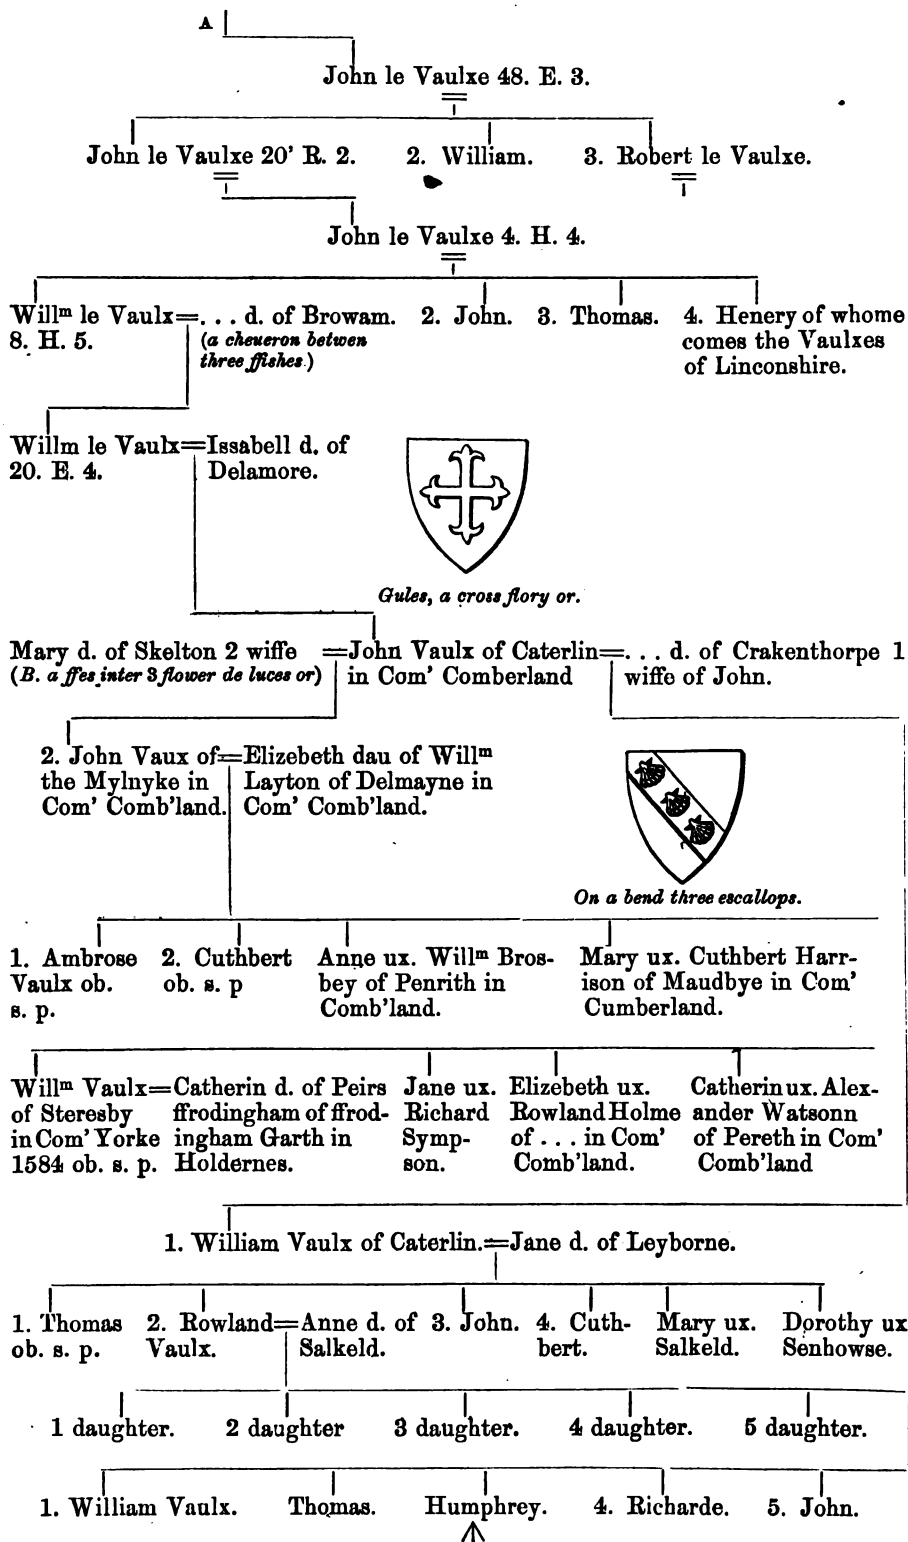 A
John le Vaulxe 48. E. 3.
John le Vaulxe 20' R. 2. 2. William. 3. Robert le Vaulxe.
John le Vaulxe 4. H. 4.
Willᵐ le Vaulx=. . . d. of Browam. 2. John. 3. Thomas. 4. Henery of whome
8. H. 5. (a cheueron betwen comes the Vaulxes
three ffishes.) of Linconshire.
Willm le Vaulx=Issabell d. of
20. E. 4. Delamore.
Gules, a cross flory or.
Mary d. of Skelton 2 wiffe =John Vaulx of Caterlin=. . . d. of Crakenthorpe 1
(B. a ffes inter 3 flower de luces or) in Com' Comberland wiffe of John.
2. John Vaux of=Elizebeth dau of Willᵐ
the Mylnyke in Layton of Delmayne in
Com' Comb'land. Com' Comb'land.
On a bend three escallops.
1. Ambrose 2. Cuthbert Anne ux. Willᵐ Bros- Mary ux. Cuthbert Harr-
Vaulx ob. ob. s. p bey of Penrith in ison of Maudbye in Com'
s. p. Comb'land. Cumberland.
Willᵐ Vaulx=Catherin d. of Peirs Jane ux. Elizebeth ux. Catherin ux. Alex-
of Steresby ffrodingham of ffrod- Richard Rowland Holme ander Watsonn
in Com' Yorke ingham Garth in Symp- of . . . in Com' of Pereth in Com'
1584 ob. s. p. Holdernes. son. Comb'land. Comb'land
1. William Vaulx of Caterlin.=Jane d. of Leyborne.
1. Thomas 2. Rowland=Anne d. of 3. John. 4. Cuth- Mary ux. Dorothy ux
ob. s. p. Vaulx. Salkeld. bert. Salkeld. Senhowse.
1 daughter. 2 daughter 3 daughter. 4 daughter. 5 daughter.
1. William Vaulx. Thomas. Humphrey. 4. Richarde. 5. John.